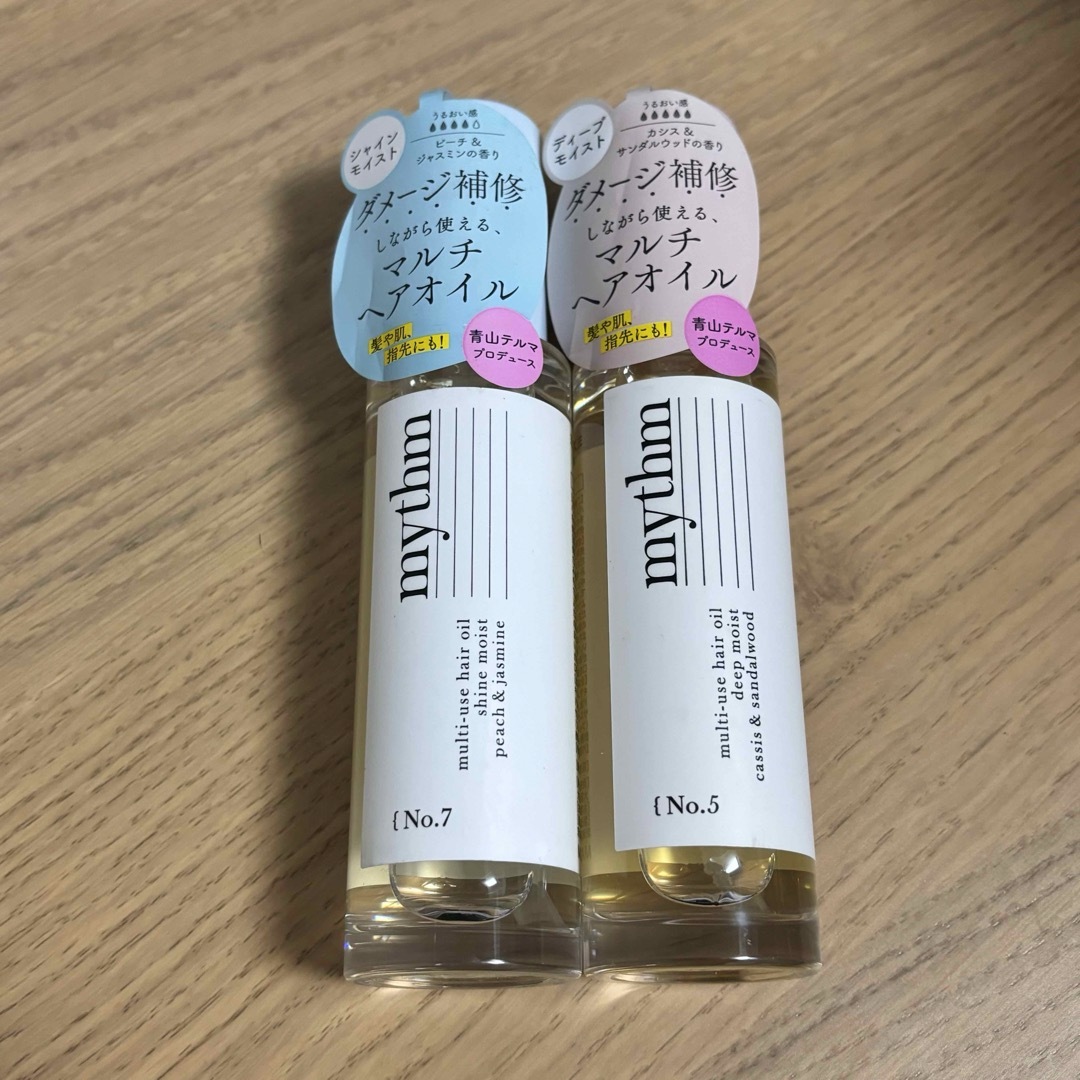 シャイン
モイスト
うるおい感
ピーチ &
ジャスミンの香り
ダメージ補修
しながら使える、
マルチ
ヘアオイル
髪や肌、
指先にも!
青山テルマ
プロデュース
mythm
multi-use hair oil
shine moist
peach & jasmine
{ No.7
ディープ
モイスト
うるおい感
カシス &
サンダルウッドの香り
ダメージ補修
しながら使える、
マルチ
ヘアオイル
髪や肌、
指先にも!
青山テルマ
プロデュース
mythm
multi-use hair oil
deep moist
cassis & sandalwood
{ No.5